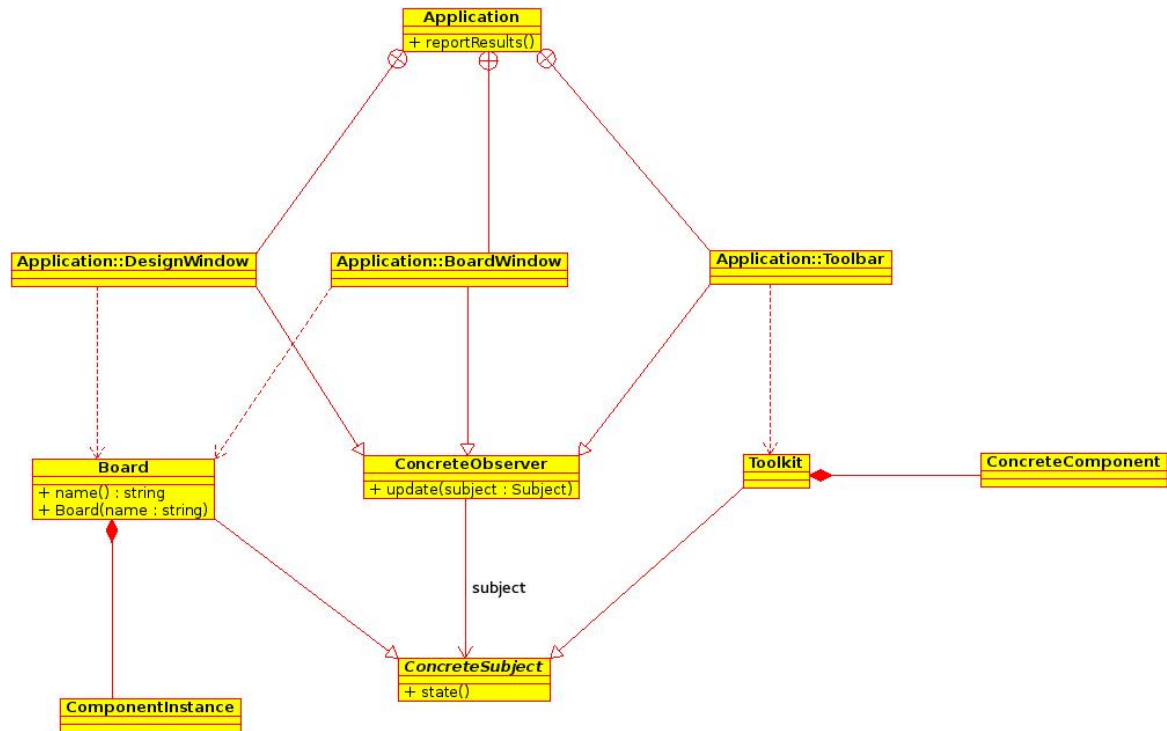 Application
+ reportResults()
Application::DesignWindow
Application::BoardWindow
Application::Toolbar
Board
+ name() : string
+ Board(name : string)
ConcreteObserver
+ update(subject : Subject)
Toolkit
ConcreteComponent
subject
ConcreteSubject
+ state()
ComponentInstance